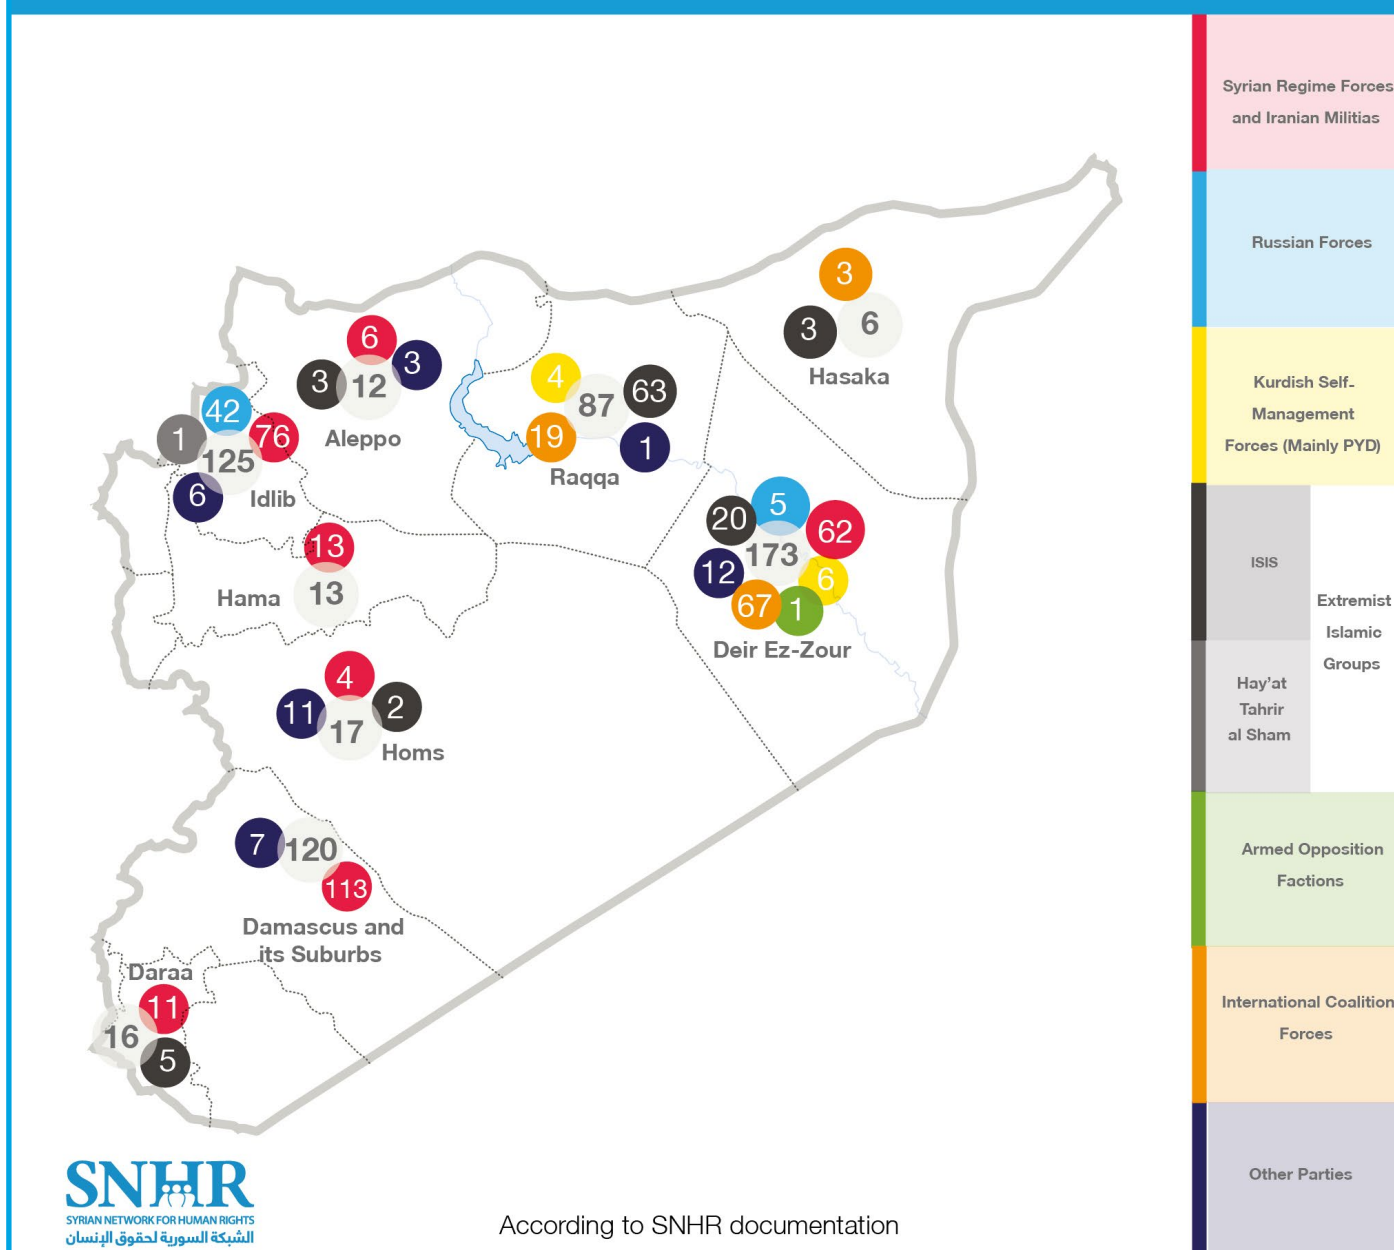 3
3
6
Hasaka
6
3
3
12
Aleppo
4
63
87
19
1
Raqqa
42
1
76
125
6
Idlib
5
20
62
173
12
6
67
1
Deir Ez-Zour
13
13
Hama
4
11
2
17
Homs
7
120
113
Damascus and
its Suburbs
Daraa
11
16
5
Syrian Regime Forces
and Iranian Militias
Russian Forces
Kurdish Self-
Management
Forces (Mainly PYD)
ISIS
Hay’at
Tahrir
al Sham
Extremist
Islamic
Groups
Armed Opposition
Factions
International Coalition
Forces
Other Parties
SNHR
SYRIAN NETWORK FOR HUMAN RIGHTS
الشبكة السورية لحقوق الإنسان
According to SNHR documentation